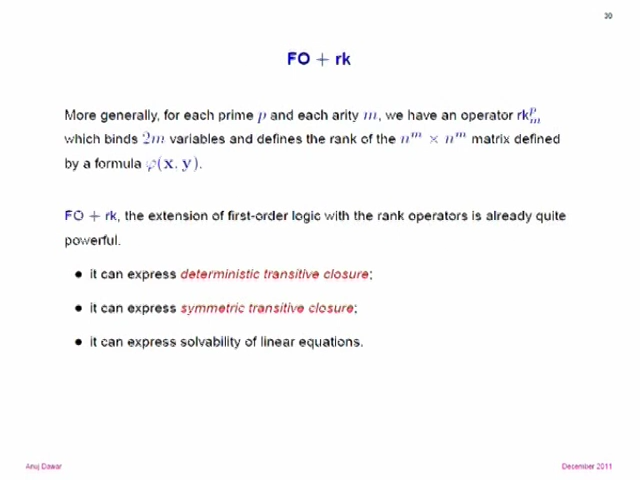 30
FO + rk
More generally, for each prime p and each arity m, we have an operator rkᵖₘ
which binds 2m variables and defines the rank of the nᵐ × nᵐ matrix defined
by a formula φ(x, y).
FO + rk, the extension of first-order logic with the rank operators is already quite
powerful.
• it can express deterministic transitive closure;
• it can express symmetric transitive closure;
• it can express solvability of linear equations.
Anuj Dawar
December 2011